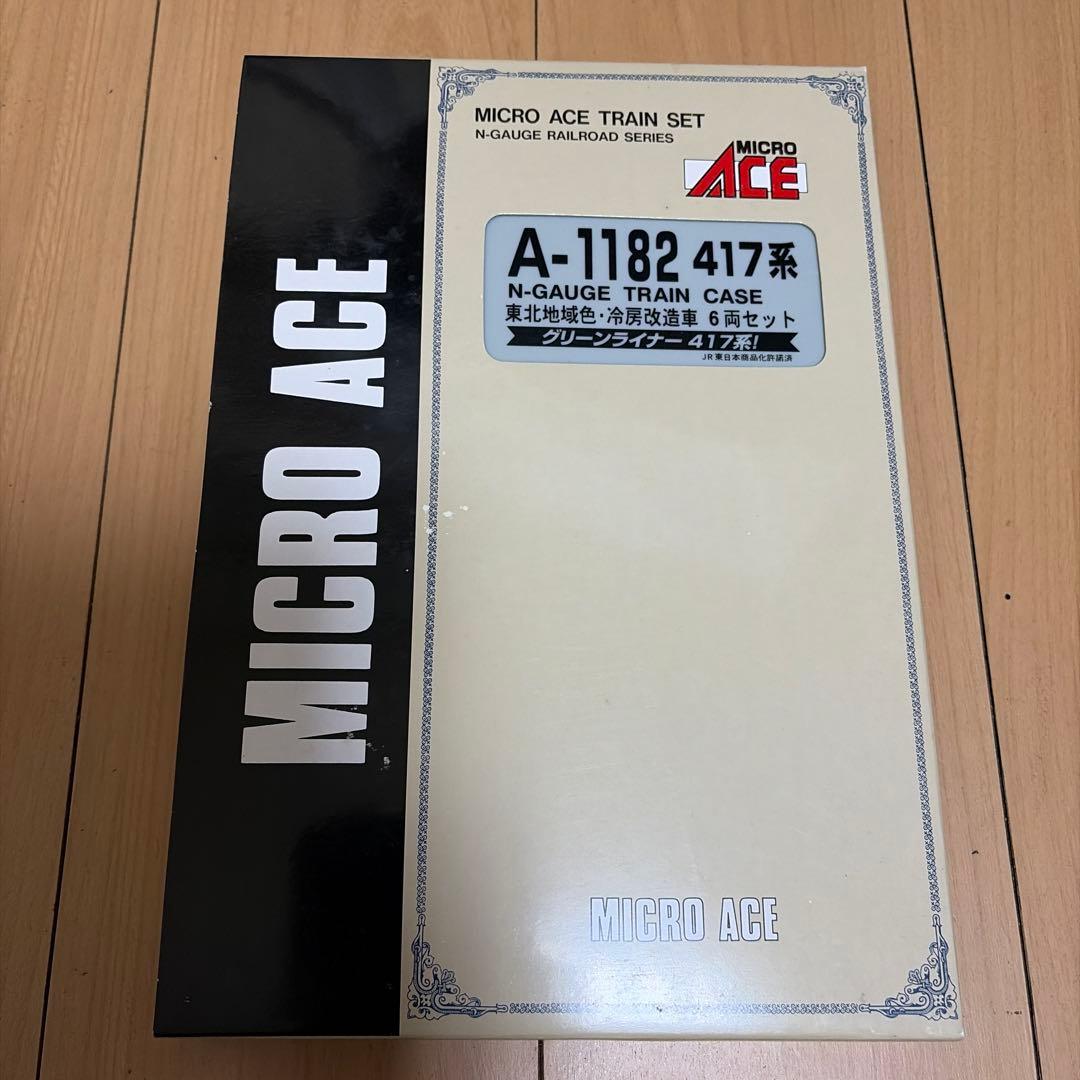 MICRO ACE
MICRO ACE TRAIN SET
N-GAUGE RAILROAD SERIES
MICRO
ACE
A-1182 417系
N-GAUGE TRAIN CASE
東北地域色・冷房改造車 6両セット
グリーンライナー 417系!
JR東日本商品化許諾済
MICRO ACE